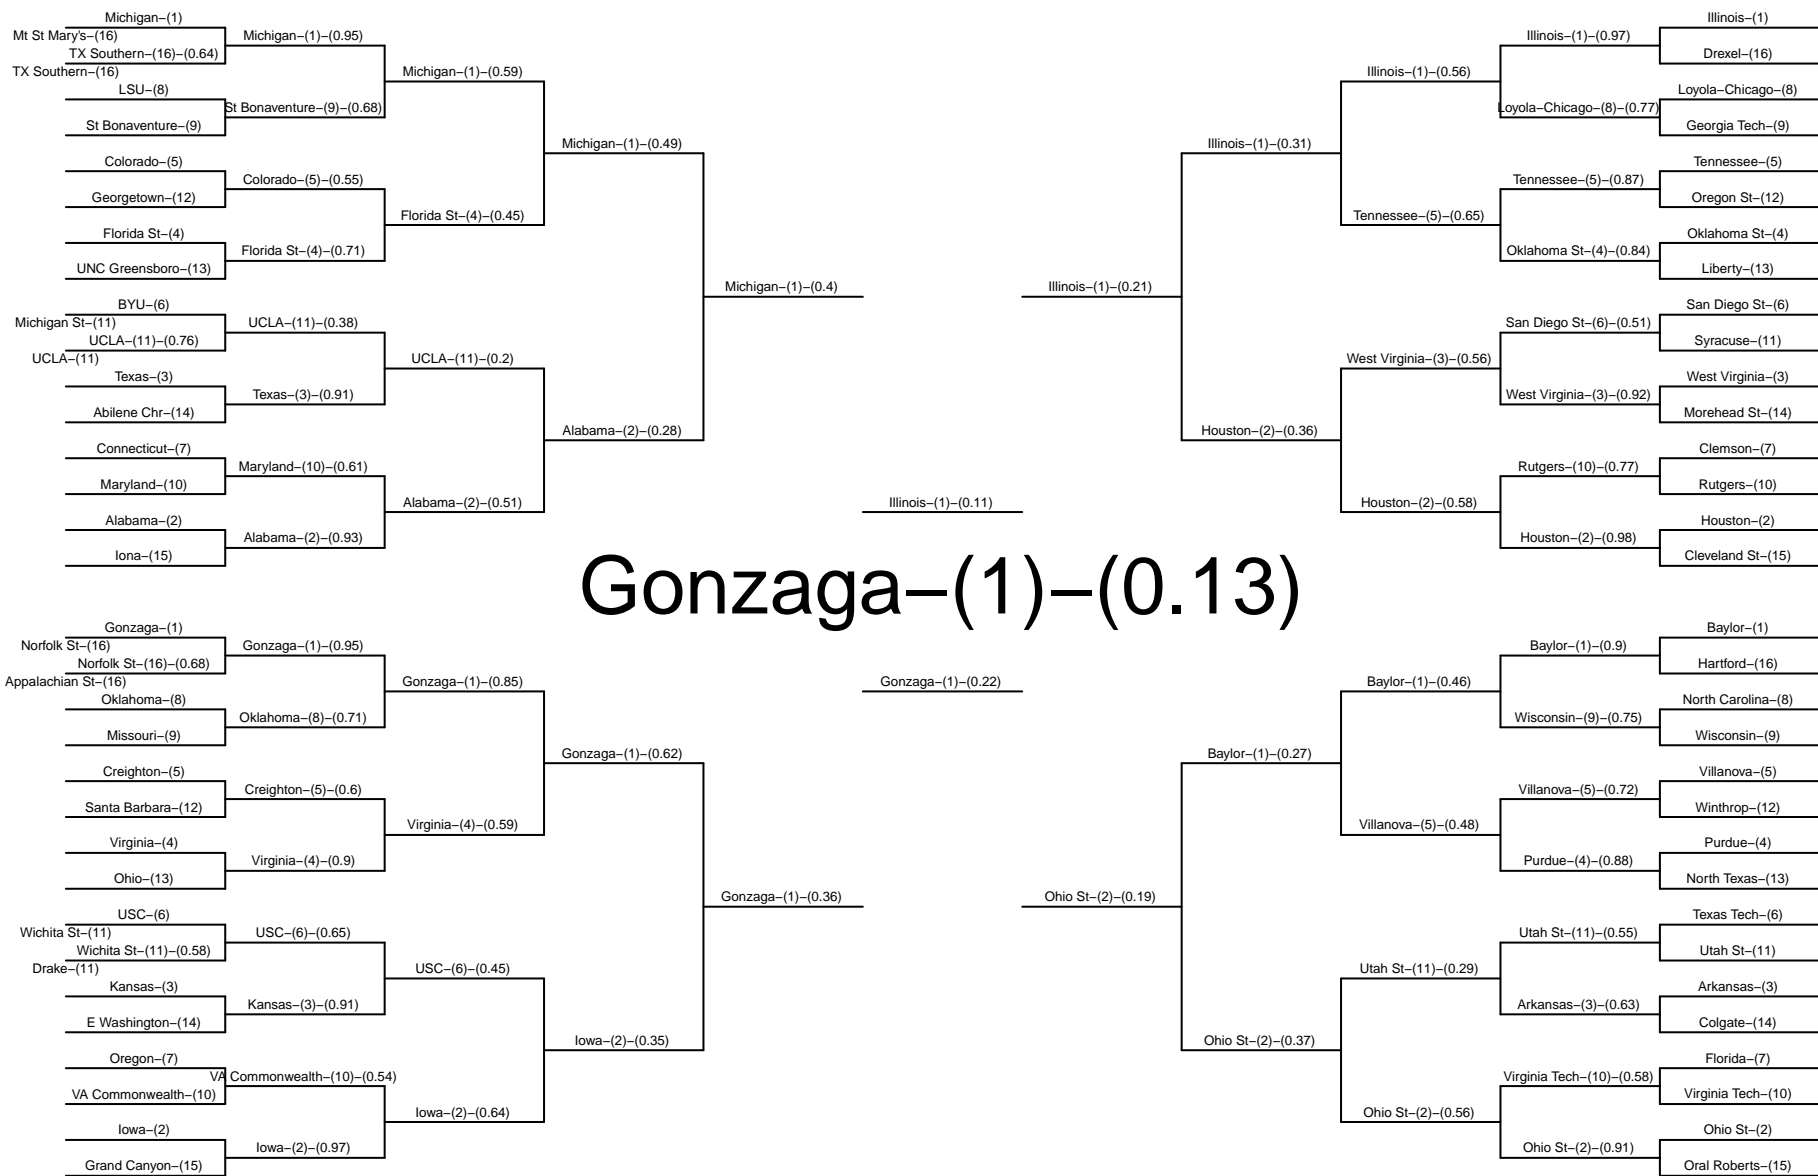 Michigan–(1)
Mt St Mary's–(16)
TX Southern–(16)–(0.64)
TX Southern–(16)
LSU–(8)
St Bonaventure–(9)
Colorado–(5)
Georgetown–(12)
Florida St–(4)
UNC Greensboro–(13)
BYU–(6)
Michigan St–(11)
UCLA–(11)–(0.76)
UCLA–(11)
Texas–(3)
Abilene Chr–(14)
Connecticut–(7)
Maryland–(10)
Alabama–(2)
Iona–(15)
Michigan–(1)–(0.95)
St Bonaventure–(9)–(0.68)
Colorado–(5)–(0.55)
Florida St–(4)–(0.71)
UCLA–(11)–(0.38)
Texas–(3)–(0.91)
Maryland–(10)–(0.61)
Alabama–(2)–(0.93)
Michigan–(1)–(0.59)
Florida St–(4)–(0.45)
UCLA–(11)–(0.2)
Alabama–(2)–(0.51)
Michigan–(1)–(0.49)
Alabama–(2)–(0.28)
Michigan–(1)–(0.4)
Illinois–(1)–(0.11)
Illinois–(1)–(0.21)
Illinois–(1)–(0.31)
Houston–(2)–(0.36)
Illinois–(1)–(0.56)
Tennessee–(5)–(0.65)
West Virginia–(3)–(0.56)
Houston–(2)–(0.58)
Illinois–(1)–(0.97)
Loyola–Chicago–(8)–(0.77)
Tennessee–(5)–(0.87)
Oklahoma St–(4)–(0.84)
San Diego St–(6)–(0.51)
West Virginia–(3)–(0.92)
Rutgers–(10)–(0.77)
Houston–(2)–(0.98)
Illinois–(1)
Drexel–(16)
Loyola–Chicago–(8)
Georgia Tech–(9)
Tennessee–(5)
Oregon St–(12)
Oklahoma St–(4)
Liberty–(13)
San Diego St–(6)
Syracuse–(11)
West Virginia–(3)
Morehead St–(14)
Clemson–(7)
Rutgers–(10)
Houston–(2)
Cleveland St–(15)
Gonzaga–(1)–(0.13)
Gonzaga–(1)
Norfolk St–(16)
Norfolk St–(16)–(0.68)
Appalachian St–(16)
Oklahoma–(8)
Missouri–(9)
Creighton–(5)
Santa Barbara–(12)
Virginia–(4)
Ohio–(13)
USC–(6)
Wichita St–(11)
Wichita St–(11)–(0.58)
Drake–(11)
Kansas–(3)
E Washington–(14)
Oregon–(7)
VA Commonwealth–(10)
Iowa–(2)
Grand Canyon–(15)
Gonzaga–(1)–(0.95)
Oklahoma–(8)–(0.71)
Creighton–(5)–(0.6)
Virginia–(4)–(0.9)
USC–(6)–(0.65)
Kansas–(3)–(0.91)
VA Commonwealth–(10)–(0.54)
Iowa–(2)–(0.97)
Gonzaga–(1)–(0.85)
Virginia–(4)–(0.59)
USC–(6)–(0.45)
Iowa–(2)–(0.64)
Gonzaga–(1)–(0.62)
Iowa–(2)–(0.35)
Gonzaga–(1)–(0.36)
Gonzaga–(1)–(0.22)
Ohio St–(2)–(0.19)
Baylor–(1)–(0.27)
Ohio St–(2)–(0.37)
Baylor–(1)–(0.46)
Villanova–(5)–(0.48)
Utah St–(11)–(0.29)
Ohio St–(2)–(0.56)
Baylor–(1)–(0.9)
Wisconsin–(9)–(0.75)
Villanova–(5)–(0.72)
Purdue–(4)–(0.88)
Utah St–(11)–(0.55)
Arkansas–(3)–(0.63)
Virginia Tech–(10)–(0.58)
Ohio St–(2)–(0.91)
Baylor–(1)
Hartford–(16)
North Carolina–(8)
Wisconsin–(9)
Villanova–(5)
Winthrop–(12)
Purdue–(4)
North Texas–(13)
Texas Tech–(6)
Utah St–(11)
Arkansas–(3)
Colgate–(14)
Florida–(7)
Virginia Tech–(10)
Ohio St–(2)
Oral Roberts–(15)